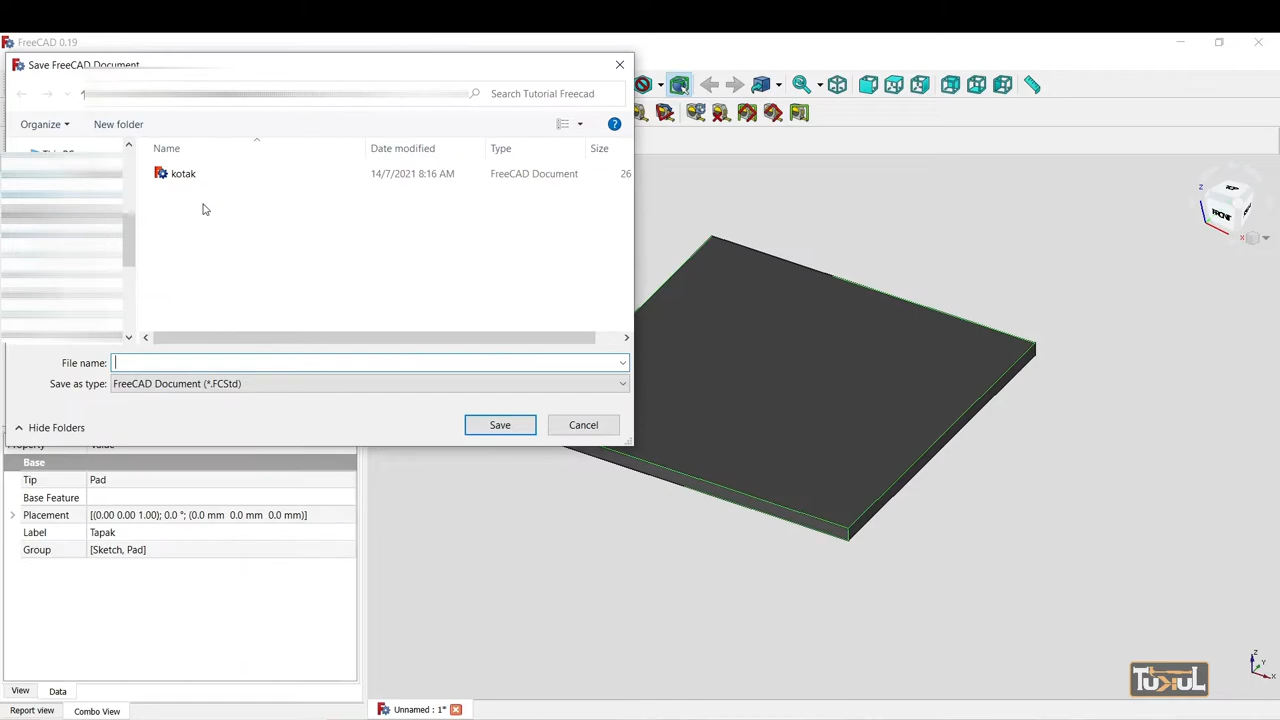 FreeCAD 0.19
Save FreeCAD Document
Search Tutorial Freecad
Organize
New folder
Name
Date modified
Type
Size
kotak
14/7/2021 8:16 AM
FreeCAD Document
26
File name:
Save as type:
FreeCAD Document (*.FCStd)
Hide Folders
Save
Cancel
Base
Tip
Pad
Base Feature
Placement
[(0.00 0.00 1.00); 0.0 °; (0.0 mm 0.0 mm 0.0 mm)]
Label
Tapak
Group
[Sketch, Pad]
View
Data
Report view
Combo View
Unnamed : 1*
TOP
FRONT
Z
X
TUKUL
Z
Y
X